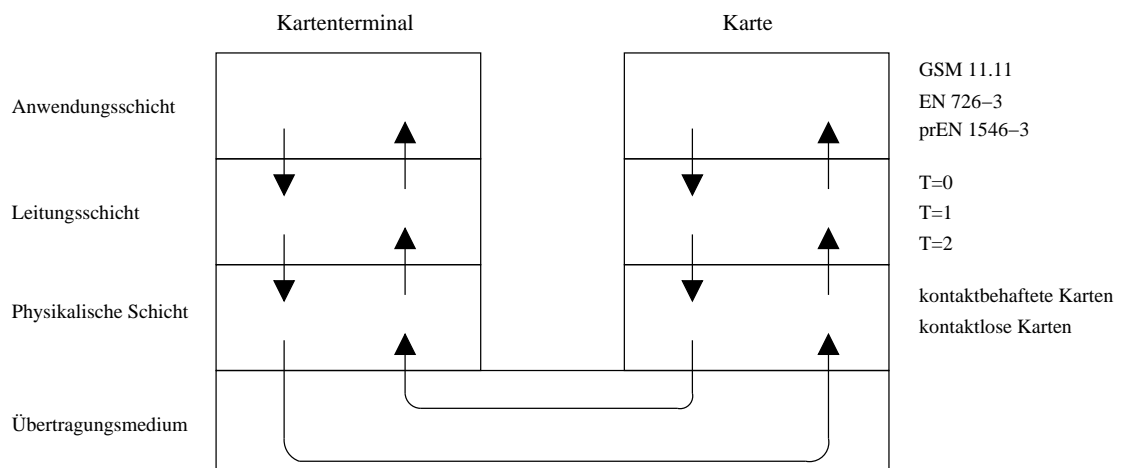 Kartenterminal
Karte
Anwendungsschicht
GSM 11.11
EN 726−3
prEN 1546−3
Leitungsschicht
T=0
T=1
T=2
Physikalische Schicht
kontaktbehaftete Karten
kontaktlose Karten
Übertragungsmedium